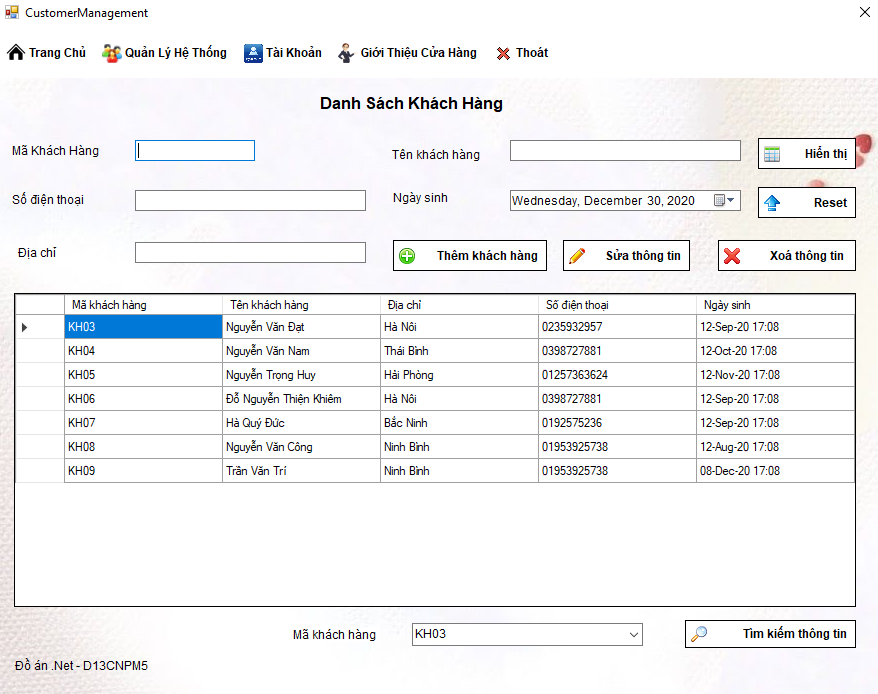 CustomerManagement
Trang Chủ Quản Lý Hệ Thống Tài Khoản Giới Thiệu Cửa Hàng Thoát
Danh Sách Khách Hàng
Mã Khách Hàng Tên khách hàng Hiển thị
Số điện thoại Ngày sinh Wednesday, December 30, 2020 Reset
Địa chỉ Thêm khách hàng Sửa thông tin Xoá thông tin
Mã khách hàng Tên khách hàng Địa chỉ Số điện thoại Ngày sinh
KH03 Nguyễn Văn Đạt Hà Nôi 0235932957 12-Sep-20 17:08
KH04 Nguyễn Văn Nam Thái Bình 0398727881 12-Oct-20 17:08
KH05 Nguyễn Trọng Huy Hải Phòng 01257363624 12-Nov-20 17:08
KH06 Đỗ Nguyễn Thiện Khiêm Hà Nôi 0398727881 12-Sep-20 17:08
KH07 Hà Quý Đức Bắc Ninh 0192575236 12-Sep-20 17:08
KH08 Nguyễn Văn Công Ninh Bình 01953925738 12-Aug-20 17:08
KH09 Trần Văn Trí Ninh Bình 01953925738 08-Dec-20 17:08
Mã khách hàng KH03 Tìm kiếm thông tin
Đồ án .Net - D13CNPM5